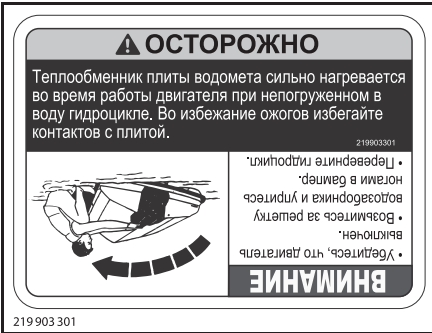 ОСТОРОЖНО
Теплообменник плиты водомета сильно нагревается
во время работы двигателя при непогруженном в
воду гидроцикле. Во избежание ожогов избегайте
контактов с плитой.
219903301
ВНИМАНИЕ
• Убедитесь, что двигатель
выключен.
• Возьмитесь за решетку
водозаборника и упритесь
ногами в бампер.
• Переверните гидроцикл.
219 903 301